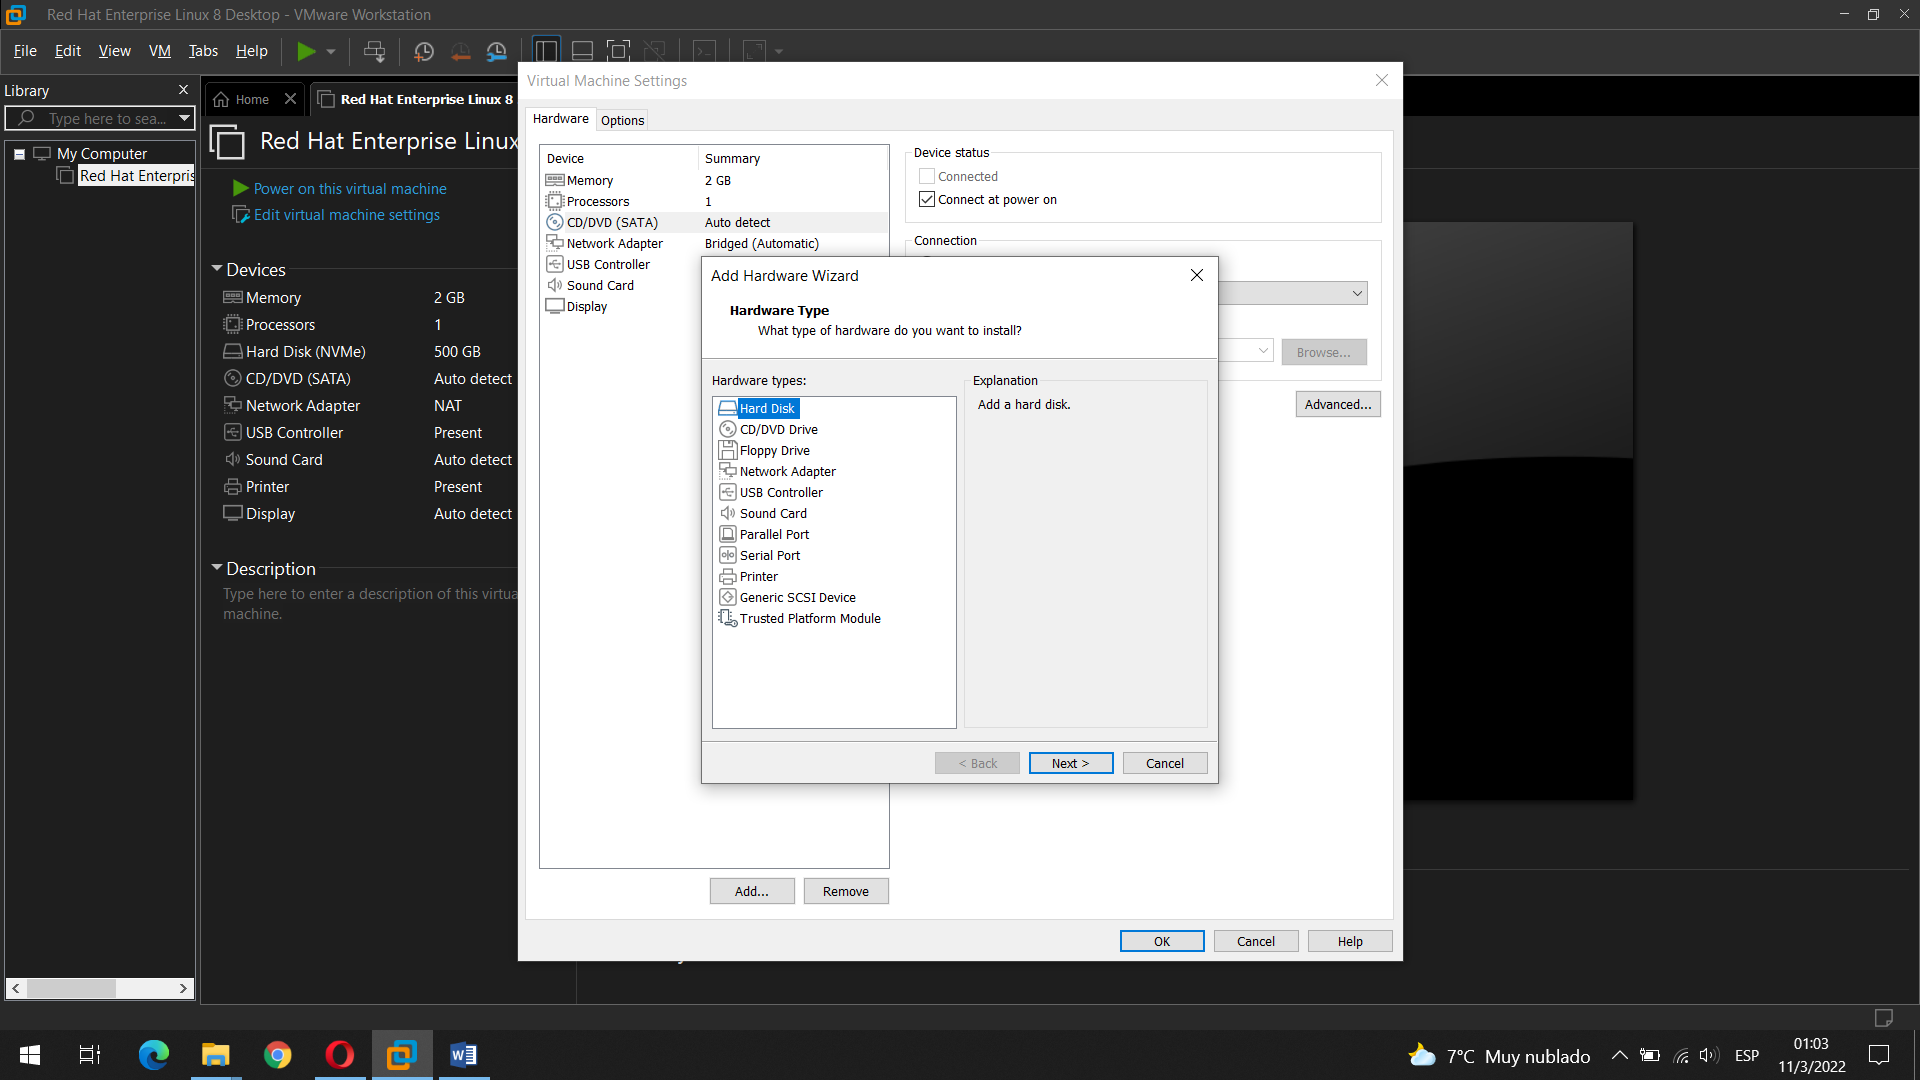 Red Hat Enterprise Linux 8 Desktop - VMware Workstation
File Edit View VM Tabs Help
Library
Type here to sea...
My Computer
Red Hat Enterpris
Home
Red Hat Enterprise Linux 8
Red Hat Enterprise Linux
Power on this virtual machine
Edit virtual machine settings
Devices
Memory 2 GB
Processors 1
Hard Disk (NVMe) 500 GB
CD/DVD (SATA) Auto detect
Network Adapter NAT
USB Controller Present
Sound Card Auto detect
Printer Present
Display Auto detect
Description
Type here to enter a description of this virtua
machine.
Virtual Machine Settings
Hardware Options
Device Summary
Memory 2 GB
Processors 1
CD/DVD (SATA) Auto detect
Network Adapter Bridged (Automatic)
USB Controller
Sound Card
Display
Add... Remove
Device status
Connected
Connect at power on
Connection
Browse...
Advanced...
OK Cancel Help
Add Hardware Wizard
Hardware Type
What type of hardware do you want to install?
Hardware types:
Hard Disk
CD/DVD Drive
Floppy Drive
Network Adapter
USB Controller
Sound Card
Parallel Port
Serial Port
Printer
Generic SCSI Device
Trusted Platform Module
Explanation
Add a hard disk.
< Back Next > Cancel
7°C Muy nublado
ESP
01:03
11/3/2022